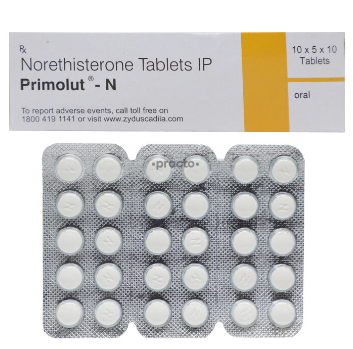 Rx
Norethisterone Tablets IP
Primolut ® - N
To report adverse events, call toll free on
1800 419 1141 or visit www.zyduscadila.com
10 x 5 x 10
Tablets
oral
•practo•